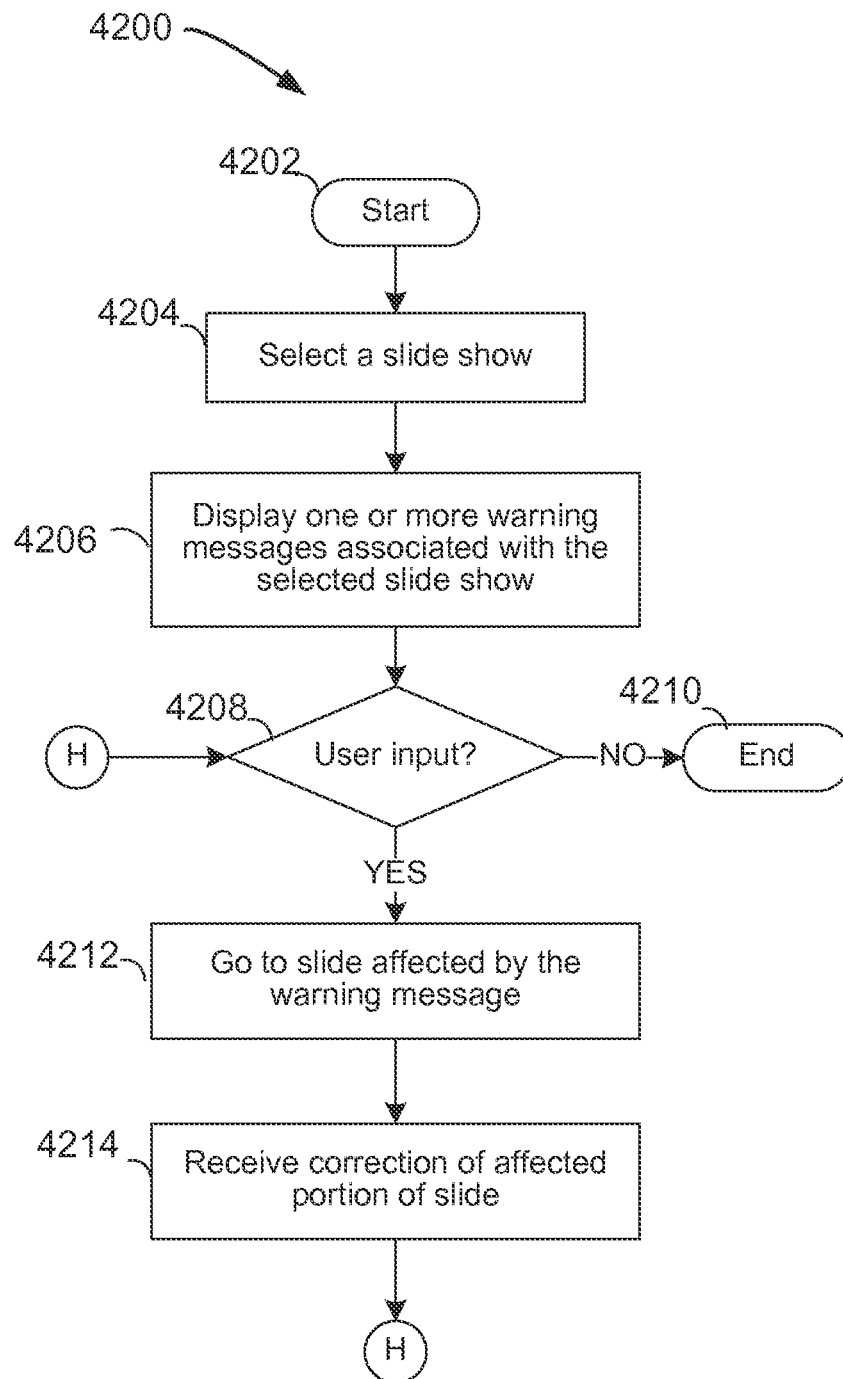 4200
4202
Start
4204
Select a slide show
4206
Display one or more warning
messages associated with the
selected slide show
4208
4210
H
User input?
NO
End
YES
4212
Go to slide affected by the
warning message
4214
Receive correction of affected
portion of slide
H